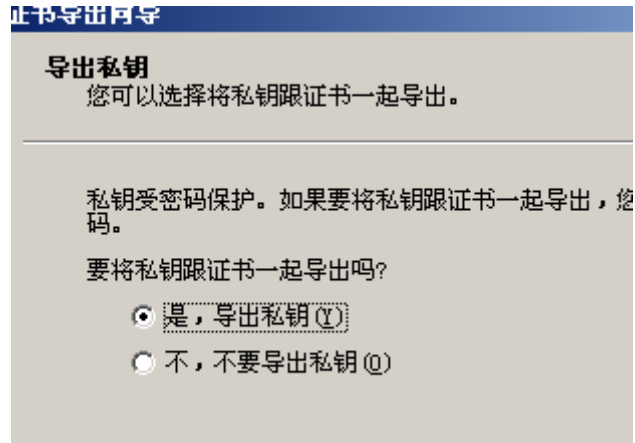 证书导出向导
导出私钥
您可以选择将私钥跟证书一起导出。
私钥受密码保护。如果要将私钥跟证书一起导出，您
码。
要将私钥跟证书一起导出吗?
是，导出私钥(Y)
不，不要导出私钥(O)